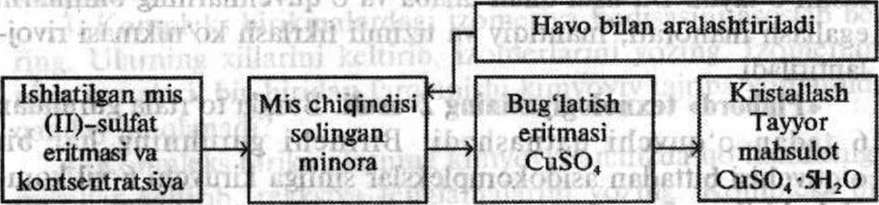 Havo bilan aralashtiriladi
Ishlatilgan mis
(II)–sulfat
eritmasi va
kontsentratsiya
Mis chiqindisi
solingan
minora
Bug‘latish
eritmasi
CuSO₄
Kristallash
Tayyor
mahsulot
CuSO₄·5H₂O